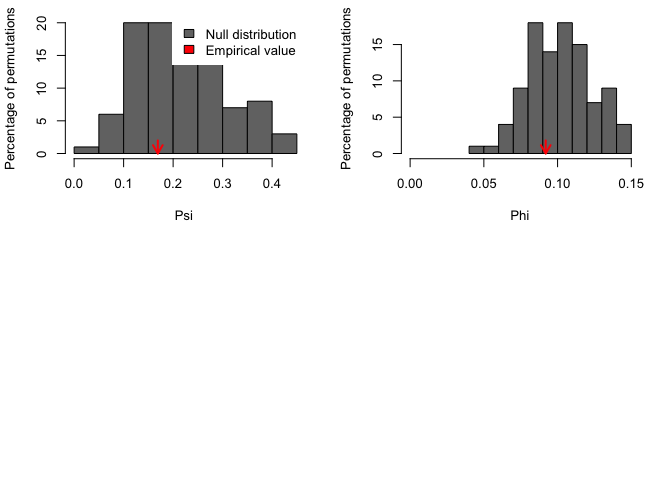 Percentage of permutations
20
15
10
5
0
Null distribution
Empirical value
0.0 0.1 0.2 0.3 0.4
Psi
Percentage of permutations
15
10
5
0
0.00 0.05 0.10 0.15
Phi